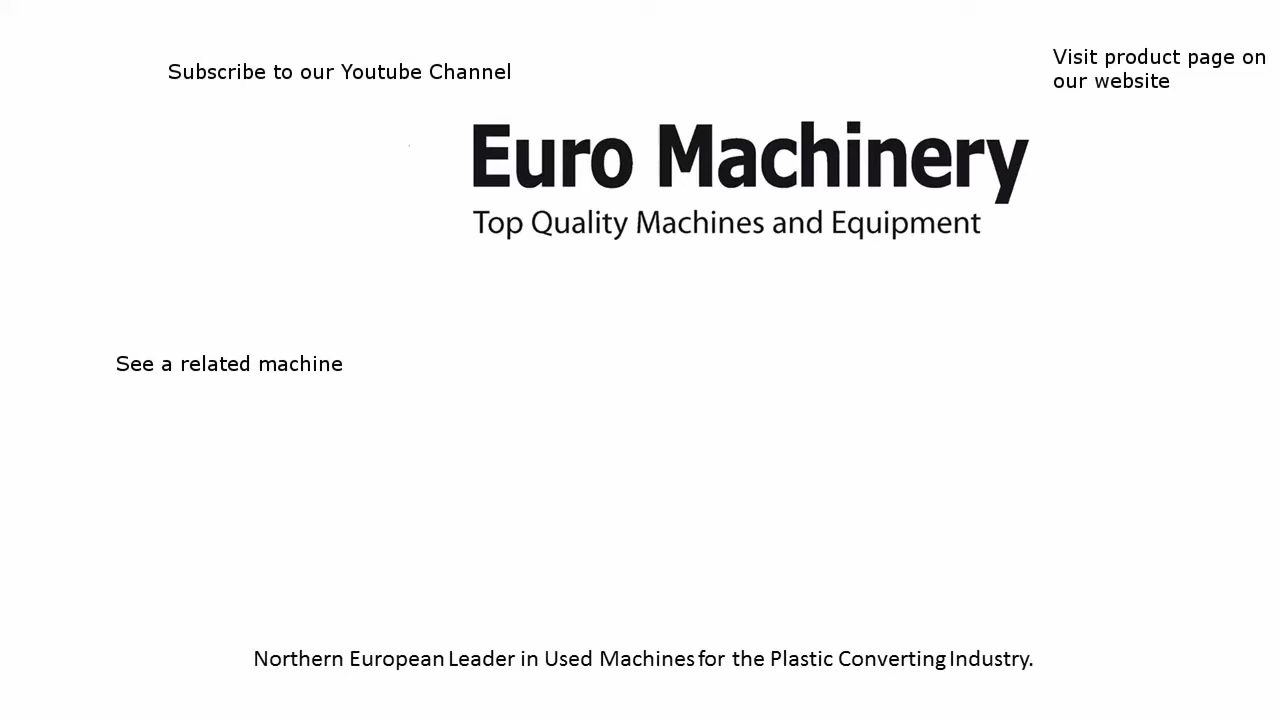 Subscribe to our Youtube Channel
Visit product page on
our website
Euro Machinery
Top Quality Machines and Equipment
See a related machine
Northern European Leader in Used Machines for the Plastic Converting Industry.